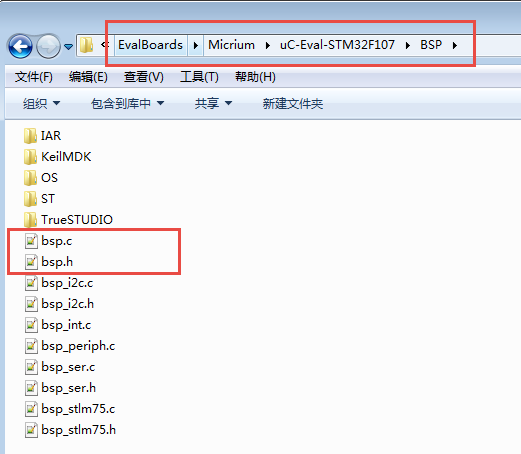 « EvalBoards ▸ Micrium ▸ uC-Eval-STM32F107 ▸ BSP ▸
文件(F) 编辑(E) 查看(V) 工具(T) 帮助(H)
组织 ▾ 包含到库中 ▾ 共享 ▾ 新建文件夹
IAR
KeilMDK
OS
ST
TrueSTUDIO
bsp.c
bsp.h
bsp_i2c.c
bsp_i2c.h
bsp_int.c
bsp_periph.c
bsp_ser.c
bsp_ser.h
bsp_stlm75.c
bsp_stlm75.h